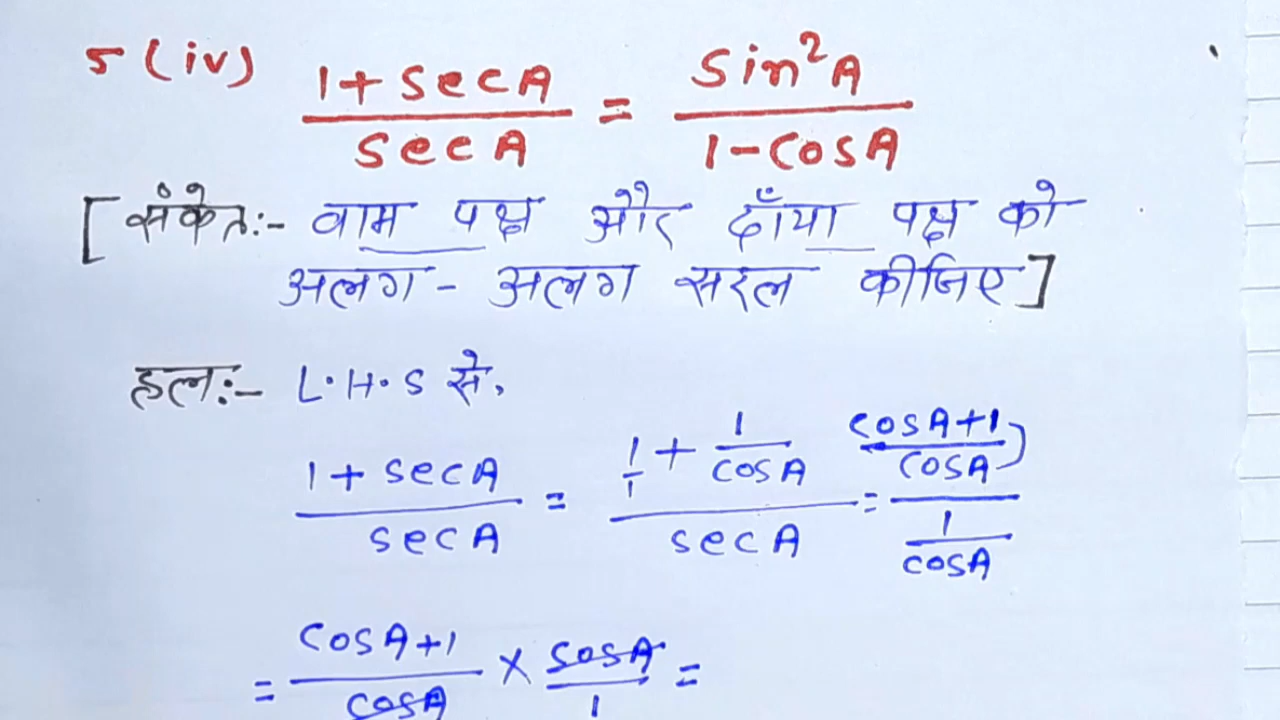 5 (iv) (1+secA)/(secA) = (sin²A)/(1-cosA)
[संकेत:- वाम पक्ष और दाँया पक्ष को
अलग - अलग सरल कीजिए]
हल:- L.H.S से,
(1+secA)/(secA) = (1/1 + 1/cosA)/(secA) = ((cosA+1)/(cosA))/(1/cosA)
= (cosA+1)/(cosA) × (cosA)/1 =